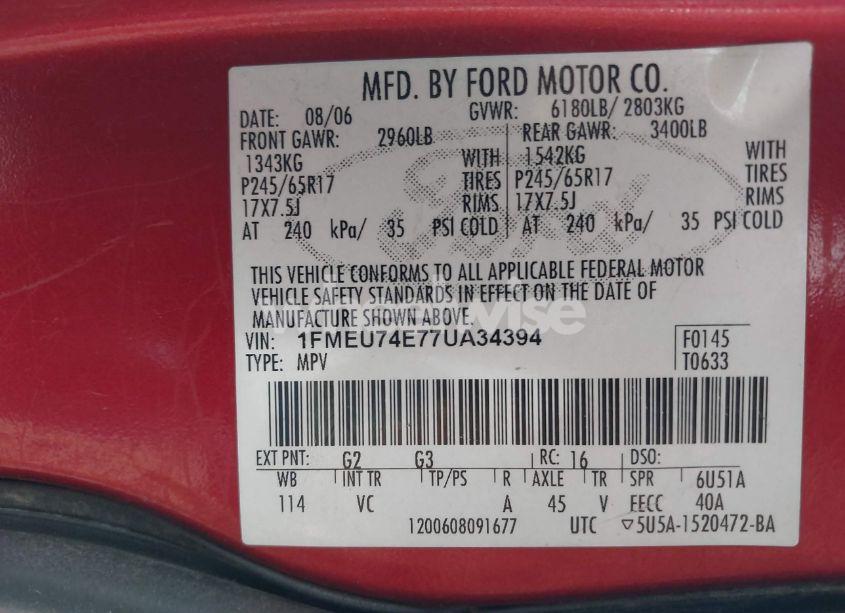 MFD. BY FORD MOTOR CO.
DATE: 08/06 GVWR: 6180LB/ 2803KG
FRONT GAWR: 2960LB REAR GAWR: 3400LB
1343KG WITH 1542KG WITH
P245/65R17 TIRES P245/65R17 TIRES
17X7.5J RIMS 17X7.5J RIMS
AT 240 kPa/ 35 PSI COLD AT 240 kPa/ 35 PSI COLD
Ford
THIS VEHICLE CONFORMS TO ALL APPLICABLE FEDERAL MOTOR
VEHICLE SAFETY STANDARDS IN EFFECT ON THE DATE OF
MANUFACTURE SHOWN ABOVE.
VIN: 1FMEU74E77UA34394 F0145
TYPE: MPV T0633
EXT PNT: G2 G3 RC: 16 DSO:
WB INT TR TP/PS R AXLE TR SPR 6U51A
114 VC A 45 V FECC 40A
1200608091677 UTC ▽5U5A-1520472-BA